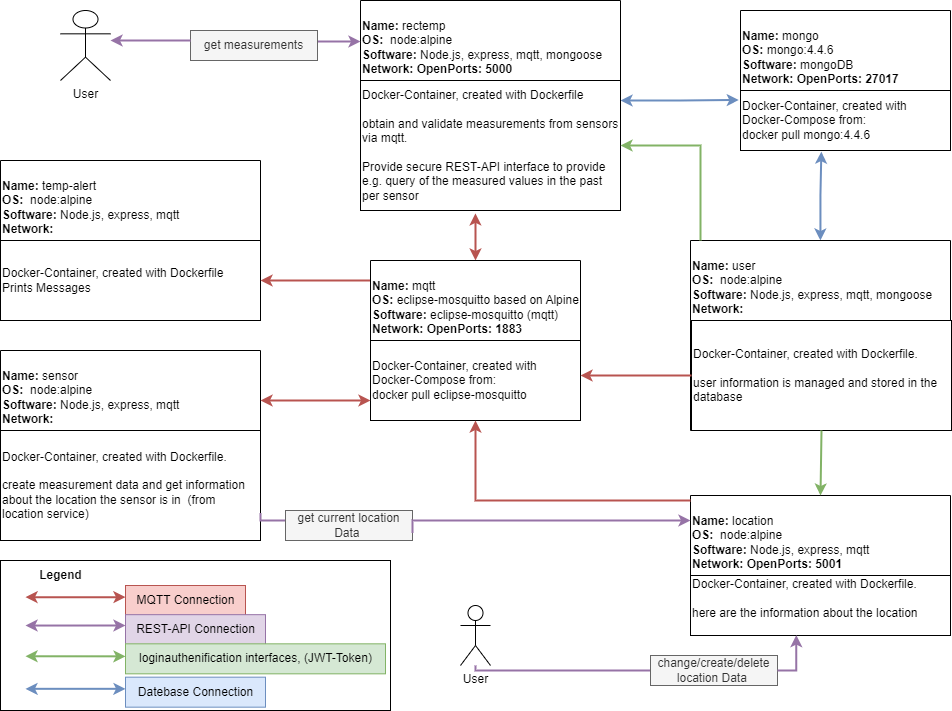 User
get measurements
Name: rectemp
OS:  node:alpine
Software: Node.js, express, mqtt, mongoose
Network: OpenPorts: 5000
Docker-Container, created with Dockerfile
obtain and validate measurements from sensors
via mqtt.
Provide secure REST-API interface to provide
e.g. query of the measured values in the past
per sensor
Name: mongo
OS: mongo:4.4.6
Software: mongoDB
Network: OpenPorts: 27017
Docker-Container, created with
Docker-Compose from:
docker pull mongo:4.4.6
Name: temp-alert
OS:  node:alpine
Software: Node.js, express, mqtt
Network:
Docker-Container, created with Dockerfile
Prints Messages
Name: mqtt
OS: eclipse-mosquitto based on Alpine
Software: eclipse-mosquitto (mqtt)
Network: OpenPorts: 1883
Docker-Container, created with
Docker-Compose from:
docker pull eclipse-mosquitto
Name: user
OS:  node:alpine
Software: Node.js, express, mqtt, mongoose
Network:
Docker-Container, created with Dockerfile.
user information is managed and stored in the
database
Name: sensor
OS:  node:alpine
Software: Node.js, express, mqtt
Network:
Docker-Container, created with Dockerfile.
create measurement data and get information
about the location the sensor is in  (from
location service)
get current location
Data
Name: location
OS:  node:alpine
Software: Node.js, express, mqtt
Network: OpenPorts: 5001
Docker-Container, created with Dockerfile.
here are the information about the location
Legend
MQTT Connection
REST-API Connection
loginauthenification interfaces, (JWT-Token)
Datebase Connection
User
change/create/delete
location Data